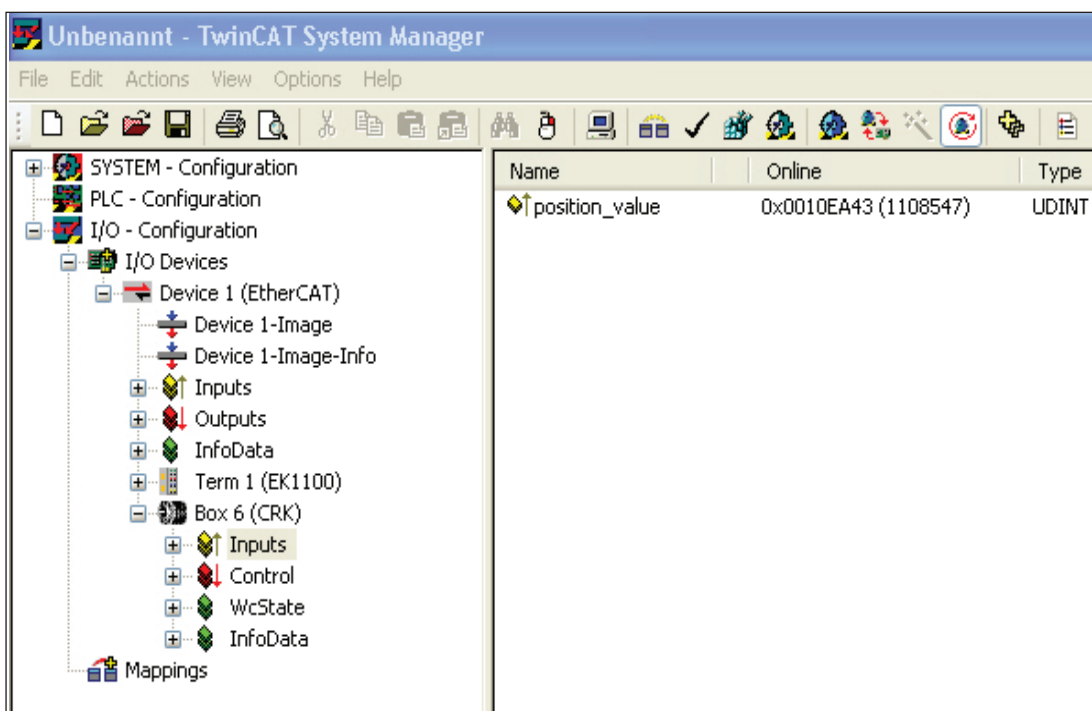 Unbenannt - TwinCAT System Manager
File Edit Actions View Options Help
SYSTEM - Configuration
PLC - Configuration
I/O - Configuration
I/O Devices
Device 1 (EtherCAT)
Device 1-Image
Device 1-Image-Info
Inputs
Outputs
InfoData
Term 1 (EK1100)
Box 6 (CRK)
Inputs
Control
WcState
InfoData
Mappings
Name Online Type
position_value 0x0010EA43 (1108547) UDINT